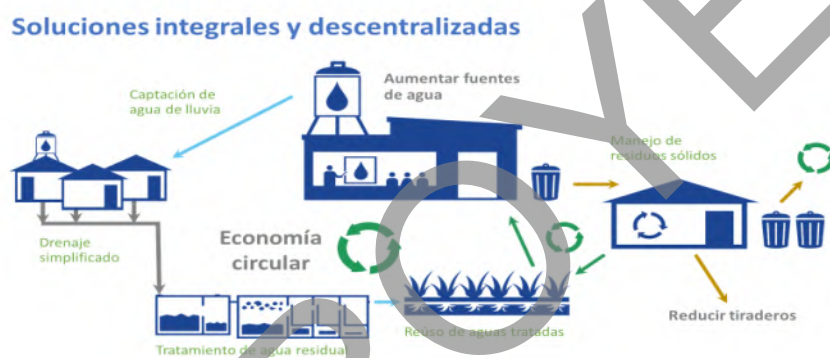 Soluciones integrales y descentralizadas
Captación de
agua de lluvia
Aumentar fuentes
de agua
Manejo de
residuos sólidos
Drenaje
simplificado
Economía
circular
Reducir tiraderos
Reúso de aguas tratadas
Tratamiento de agua residual